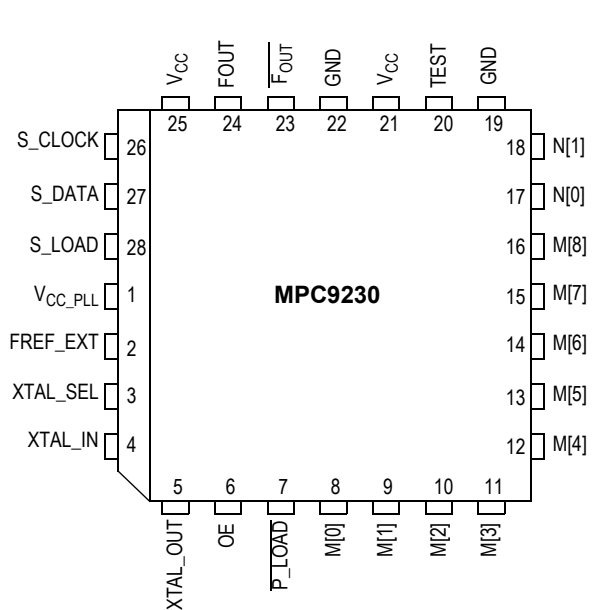 VCC FOUT FOUT GND VCC TEST GND
25 24 23 22 21 20 19
S_CLOCK 26 18 N[1]
S_DATA 27 17 N[0]
S_LOAD 28 16 M[8]
VCC_PLL 1 MPC9230 15 M[7]
FREF_EXT 2 14 M[6]
XTAL_SEL 3 13 M[5]
XTAL_IN 4 12 M[4]
5 6 7 8 9 10 11
XTAL_OUT OE P_LOAD M[0] M[1] M[2] M[3]